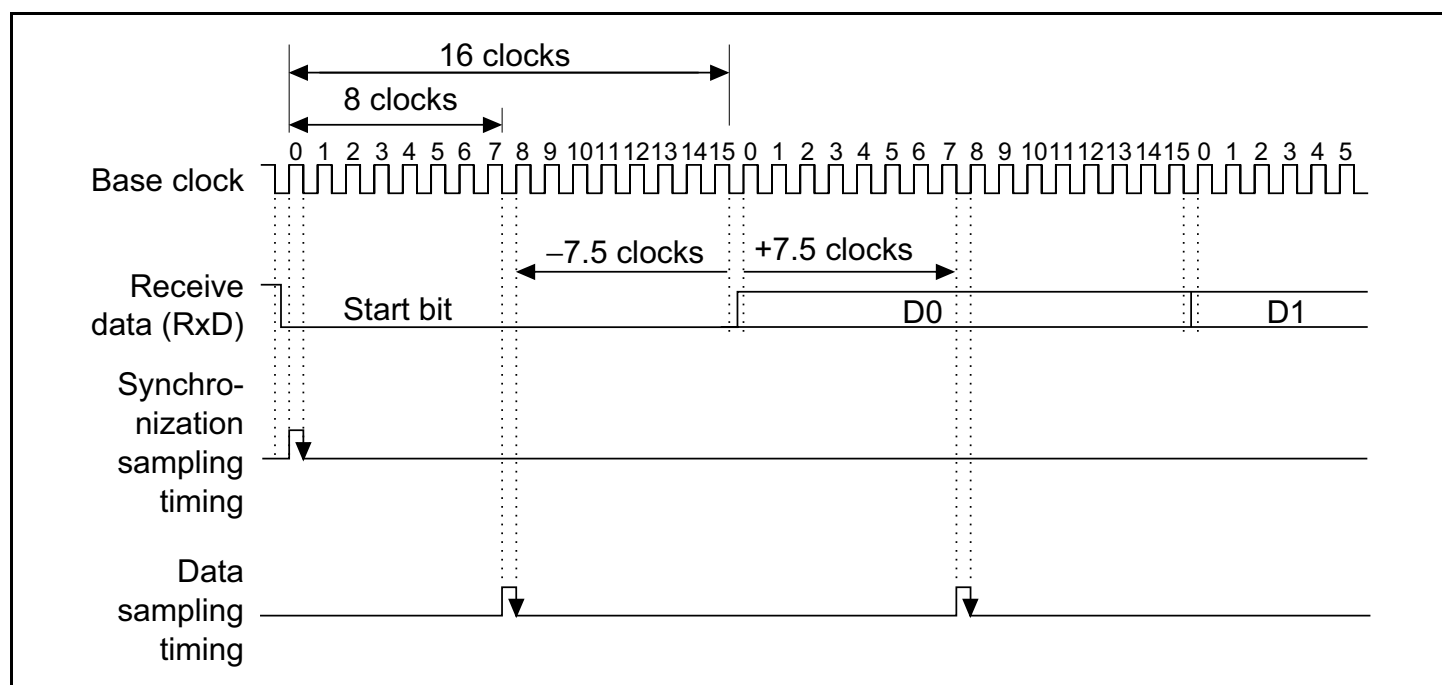 16 clocks
8 clocks
0 1 2 3 4 5 6 7 8 9 10 11 12 13 14 15 0 1 2 3 4 5 6 7 8 9 10 11 12 13 14 15 0 1 2 3 4 5
Base clock
–7.5 clocks
+7.5 clocks
Receive
data (RxD)
Start bit
D0
D1
Synchro-
nization
sampling
timing
Data
sampling
timing